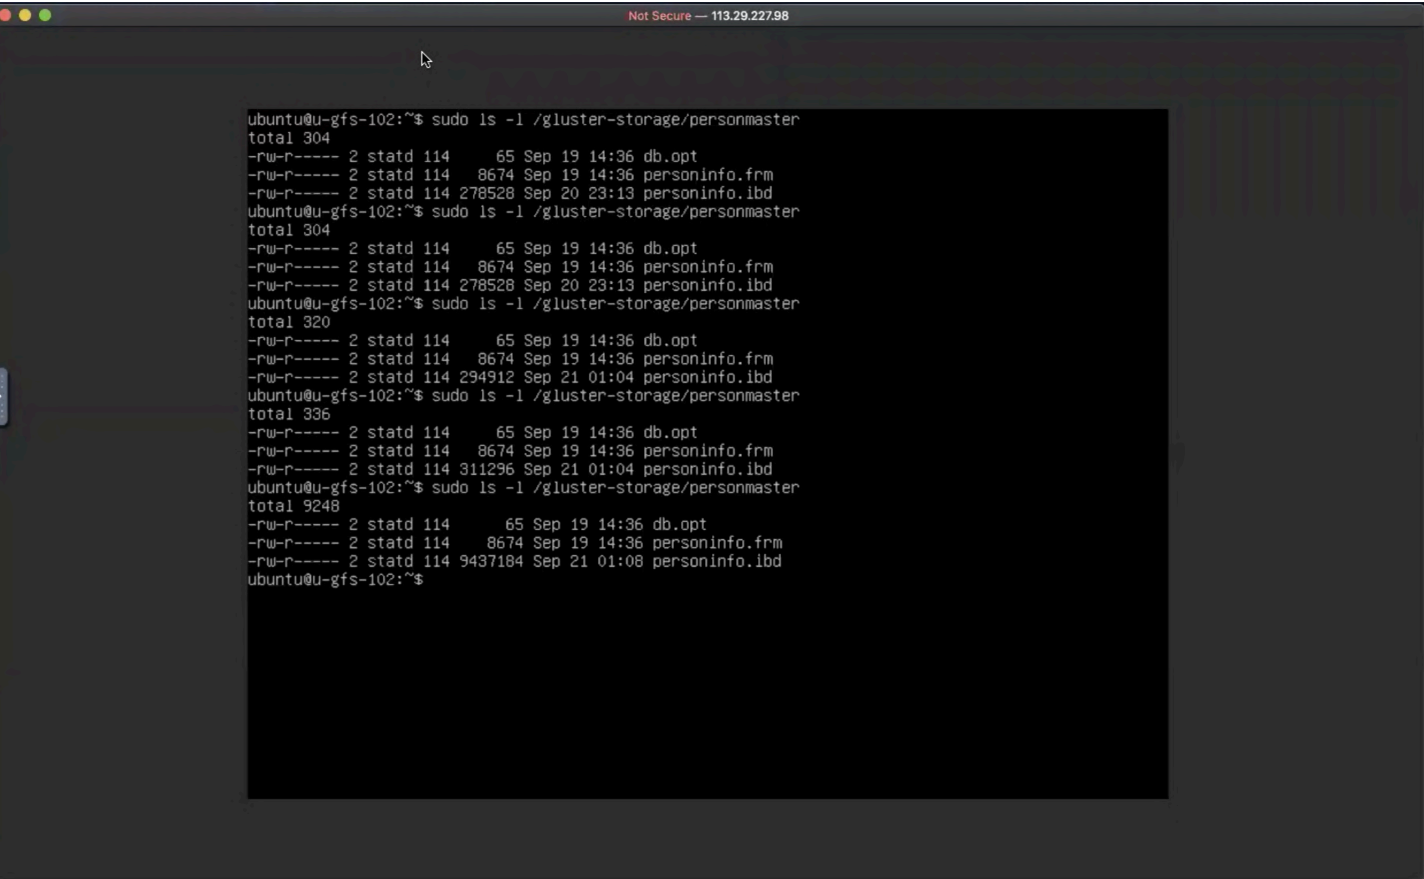 Not Secure — 113.29.227.98
ubuntu@u-gfs-102:~$ sudo ls -l /gluster-storage/personmaster
total 304
-rw-r----- 2 statd 114     65 Sep 19 14:36 db.opt
-rw-r----- 2 statd 114   8674 Sep 19 14:36 personinfo.frm
-rw-r----- 2 statd 114 278528 Sep 20 23:13 personinfo.ibd
ubuntu@u-gfs-102:~$ sudo ls -l /gluster-storage/personmaster
total 304
-rw-r----- 2 statd 114     65 Sep 19 14:36 db.opt
-rw-r----- 2 statd 114   8674 Sep 19 14:36 personinfo.frm
-rw-r----- 2 statd 114 278528 Sep 20 23:13 personinfo.ibd
ubuntu@u-gfs-102:~$ sudo ls -l /gluster-storage/personmaster
total 320
-rw-r----- 2 statd 114     65 Sep 19 14:36 db.opt
-rw-r----- 2 statd 114   8674 Sep 19 14:36 personinfo.frm
-rw-r----- 2 statd 114 294912 Sep 21 01:04 personinfo.ibd
ubuntu@u-gfs-102:~$ sudo ls -l /gluster-storage/personmaster
total 336
-rw-r----- 2 statd 114     65 Sep 19 14:36 db.opt
-rw-r----- 2 statd 114   8674 Sep 19 14:36 personinfo.frm
-rw-r----- 2 statd 114 311296 Sep 21 01:04 personinfo.ibd
ubuntu@u-gfs-102:~$ sudo ls -l /gluster-storage/personmaster
total 9248
-rw-r----- 2 statd 114      65 Sep 19 14:36 db.opt
-rw-r----- 2 statd 114    8674 Sep 19 14:36 personinfo.frm
-rw-r----- 2 statd 114 9437184 Sep 21 01:08 personinfo.ibd
ubuntu@u-gfs-102:~$